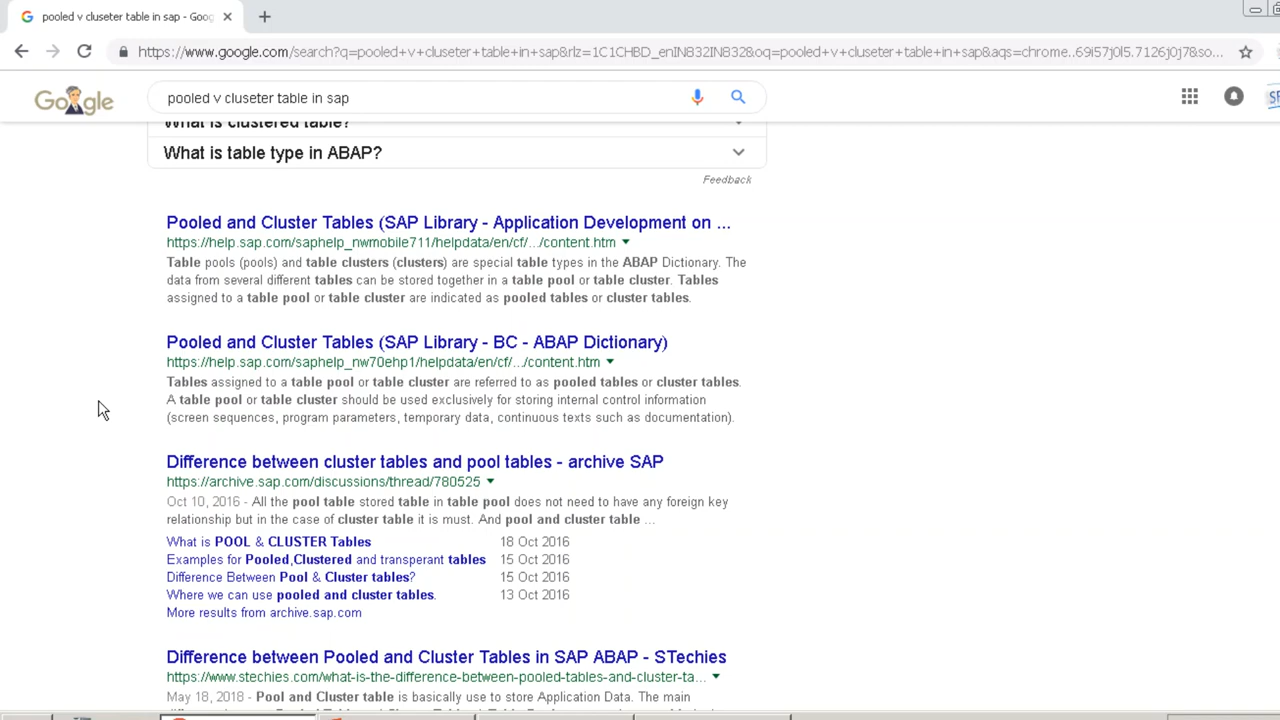 pooled v cluseter table in sap - Goog
https://www.google.com/search?q=pooled+v+cluseter+table+in+sap&rlz=1C1CHBD_enIN832IN832&oq=pooled+v+cluseter+table+in+sap&aqs=chrome..69i57j0l5.7126j0j7&so...
pooled v cluseter table in sap
What is clustered table?
What is table type in ABAP?
Feedback
Pooled and Cluster Tables (SAP Library - Application Development on ...
https://help.sap.com/saphelp_nwmobile711/helpdata/en/cf/.../content.htm
Table pools (pools) and table clusters (clusters) are special table types in the ABAP Dictionary. The
data from several different tables can be stored together in a table pool or table cluster. Tables
assigned to a table pool or table cluster are indicated as pooled tables or cluster tables.
Pooled and Cluster Tables (SAP Library - BC - ABAP Dictionary)
https://help.sap.com/saphelp_nw70ehp1/helpdata/en/cf/.../content.htm
Tables assigned to a table pool or table cluster are referred to as pooled tables or cluster tables.
A table pool or table cluster should be used exclusively for storing internal control information
(screen sequences, program parameters, temporary data, continuous texts such as documentation).
Difference between cluster tables and pool tables - archive SAP
https://archive.sap.com/discussions/thread/780525
Oct 10, 2016 - All the pool table stored table in table pool does not need to have any foreign key
relationship but in the case of cluster table it is must. And pool and cluster table ...
What is POOL & CLUSTER Tables 18 Oct 2016
Examples for Pooled,Clustered and transperant tables 15 Oct 2016
Difference Between Pool & Cluster tables? 15 Oct 2016
Where we can use pooled and cluster tables. 13 Oct 2016
More results from archive.sap.com
Difference between Pooled and Cluster Tables in SAP ABAP - STechies
https://www.stechies.com/what-is-the-difference-between-pooled-tables-and-cluster-ta...
May 18, 2018 - Pool and Cluster table is basically use to store Application Data. The main